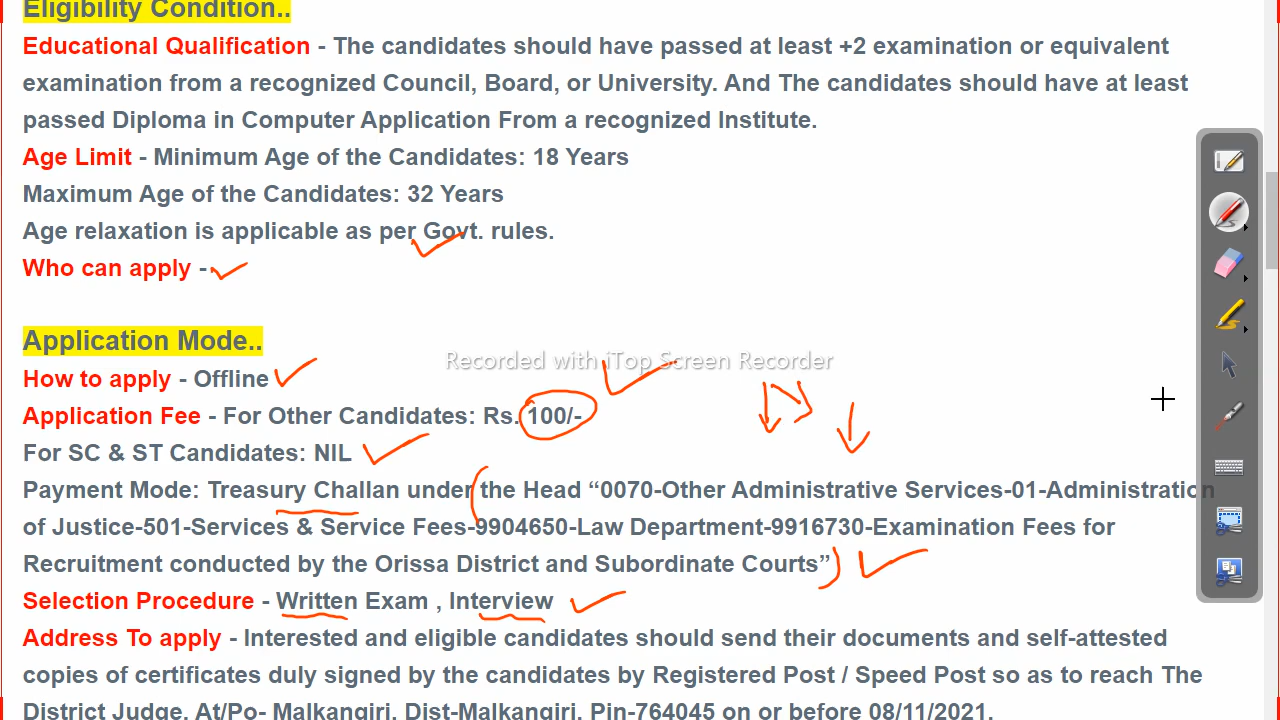 Eligibility Condition..
Educational Qualification - The candidates should have passed at least +2 examination or equivalent
examination from a recognized Council, Board, or University. And The candidates should have at least
passed Diploma in Computer Application From a recognized Institute.
Age Limit - Minimum Age of the Candidates: 18 Years
Maximum Age of the Candidates: 32 Years
Age relaxation is applicable as per Govt. rules.
Who can apply -
Application Mode..
Recorded with iTop Screen Recorder
How to apply - Offline
Application Fee - For Other Candidates: Rs. 100/-
For SC & ST Candidates: NIL
Payment Mode: Treasury Challan under the Head “0070-Other Administrative Services-01-Administration
of Justice-501-Services & Service Fees-9904650-Law Department-9916730-Examination Fees for
Recruitment conducted by the Orissa District and Subordinate Courts”
Selection Procedure - Written Exam , Interview
Address To apply - Interested and eligible candidates should send their documents and self-attested
copies of certificates duly signed by the candidates by Registered Post / Speed Post so as to reach The
District Judge, At/Po- Malkangiri, Dist-Malkangiri, Pin-764045 on or before 08/11/2021.